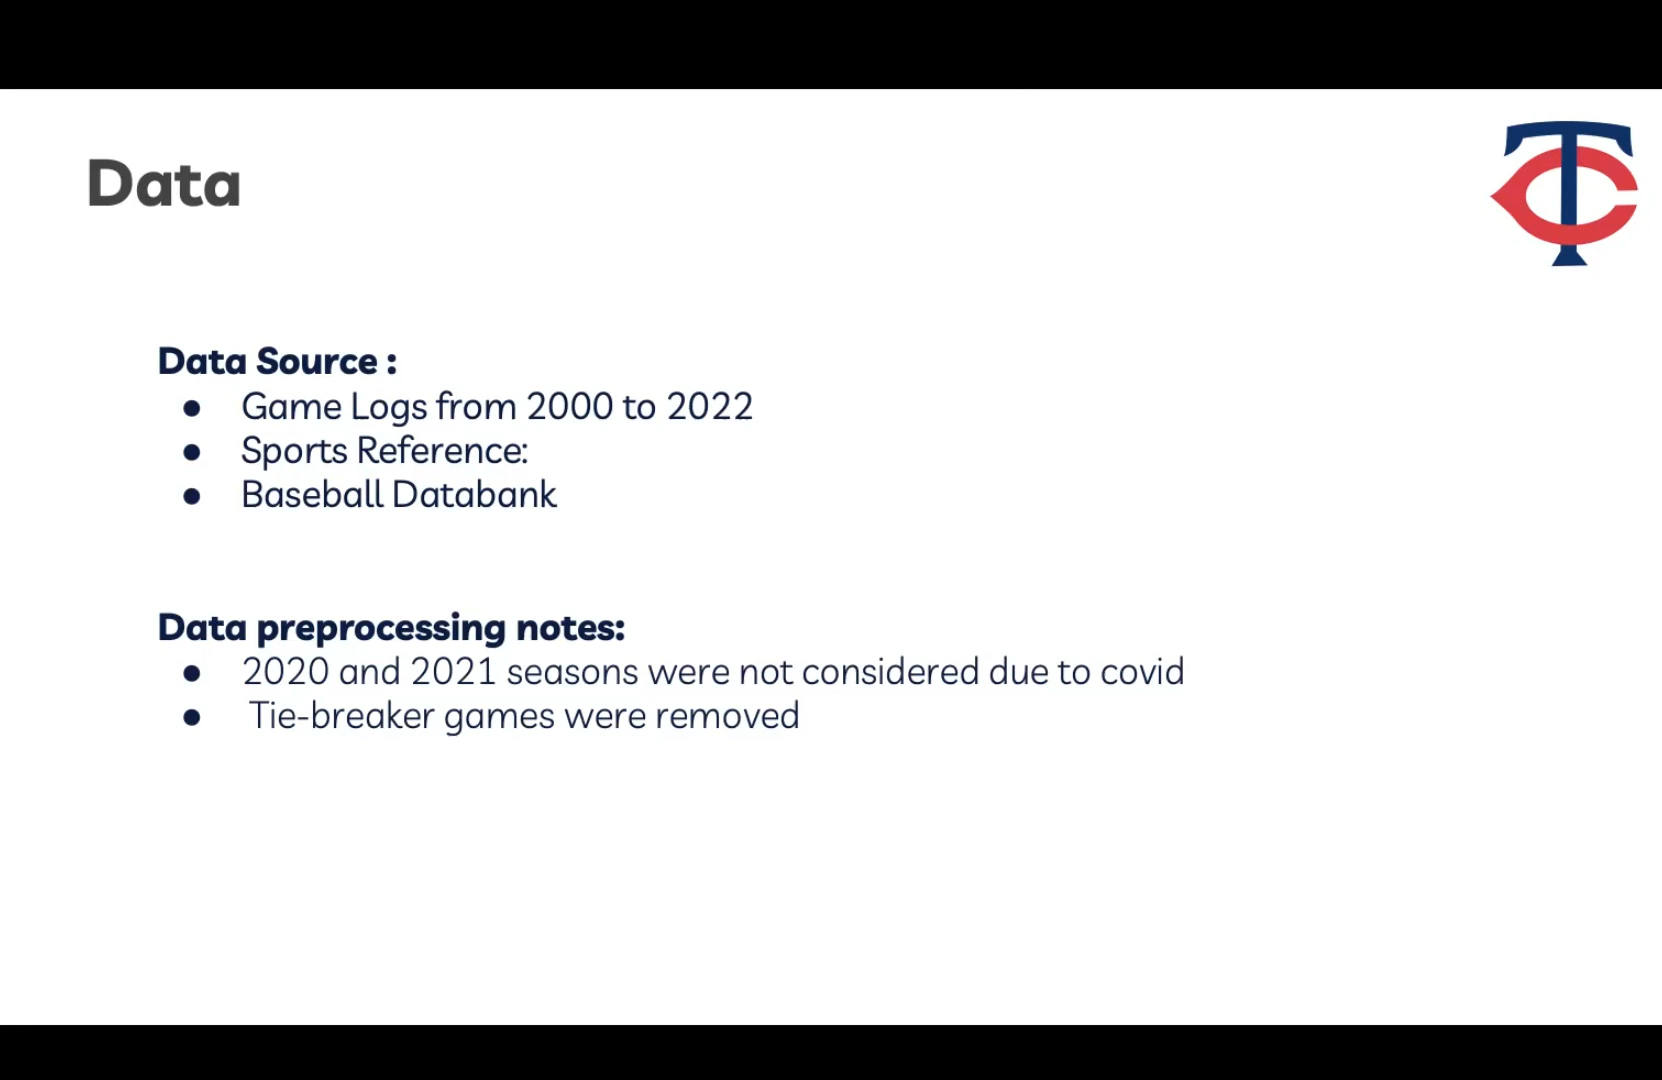 TC
Data
Data Source :
● Game Logs from 2000 to 2022
● Sports Reference:
● Baseball Databank
Data preprocessing notes:
● 2020 and 2021 seasons were not considered due to covid
● Tie-breaker games were removed